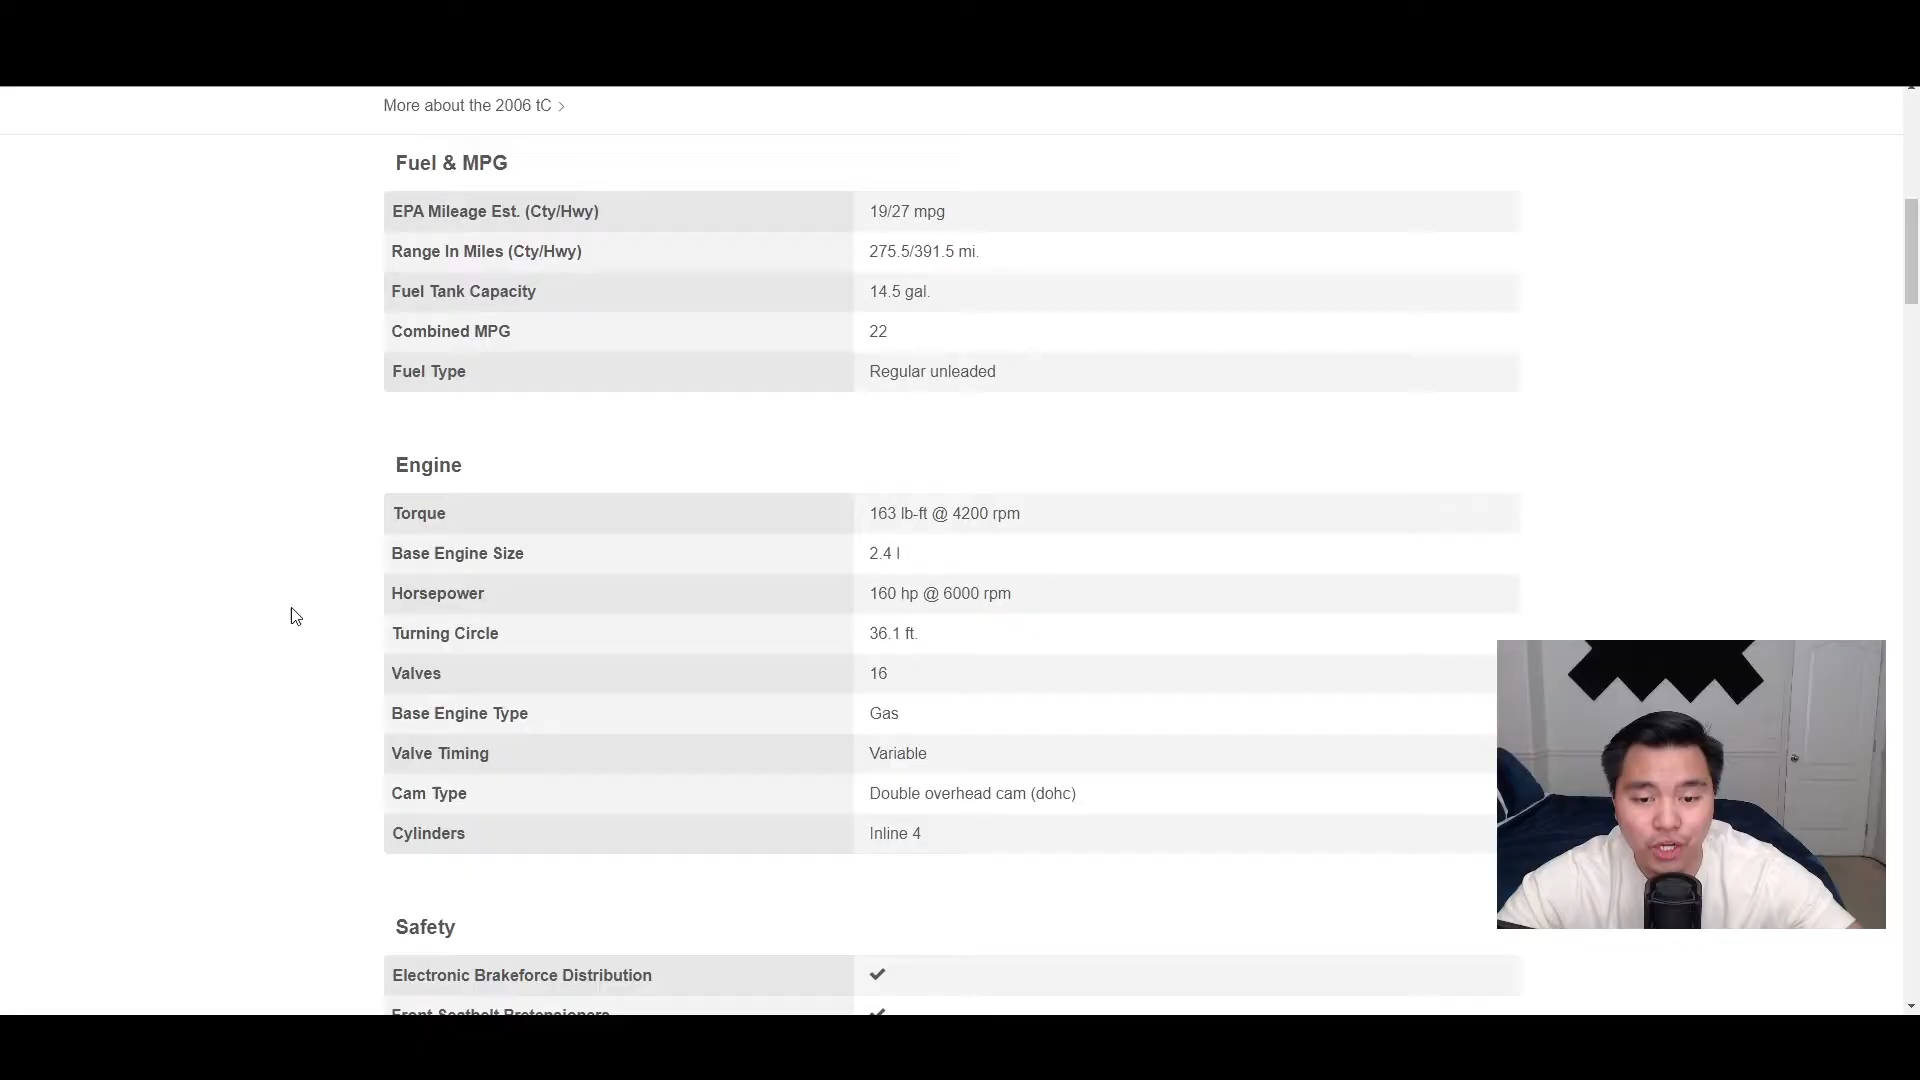 More about the 2006 tC >
Fuel & MPG
EPA Mileage Est. (Cty/Hwy) 19/27 mpg
Range In Miles (Cty/Hwy) 275.5/391.5 mi.
Fuel Tank Capacity 14.5 gal.
Combined MPG 22
Fuel Type Regular unleaded
Engine
Torque 163 lb-ft @ 4200 rpm
Base Engine Size 2.4 l
Horsepower 160 hp @ 6000 rpm
Turning Circle 36.1 ft.
Valves 16
Base Engine Type Gas
Valve Timing Variable
Cam Type Double overhead cam (dohc)
Cylinders Inline 4
Safety
Electronic Brakeforce Distribution ✔
Front Seatbelt Pretensioners ✔